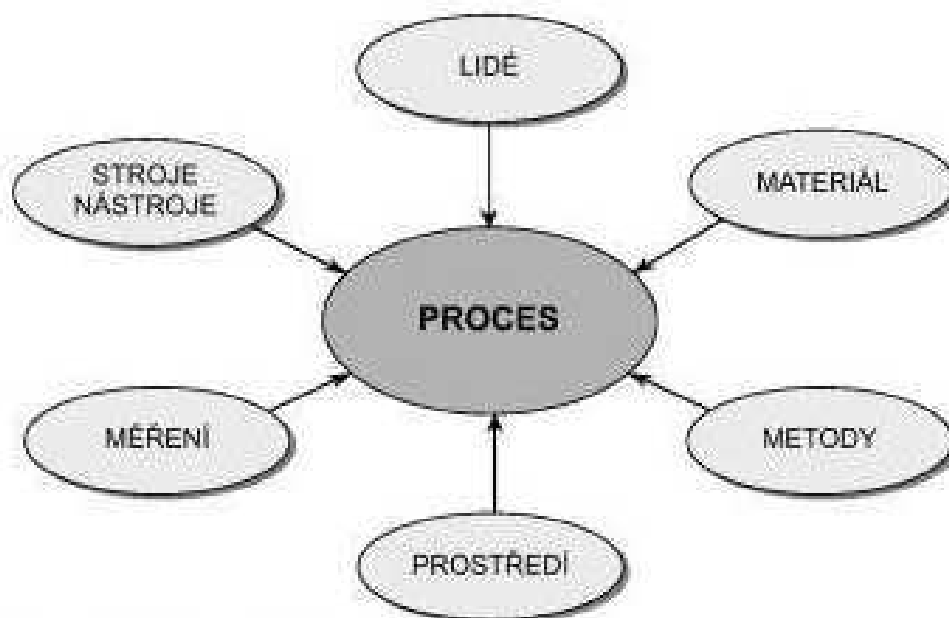 LIDÉ
STROJE
NÁSTROJE
MATERIÁL
PROCES
MĚŘENÍ
METODY
PROSTŘEDÍ